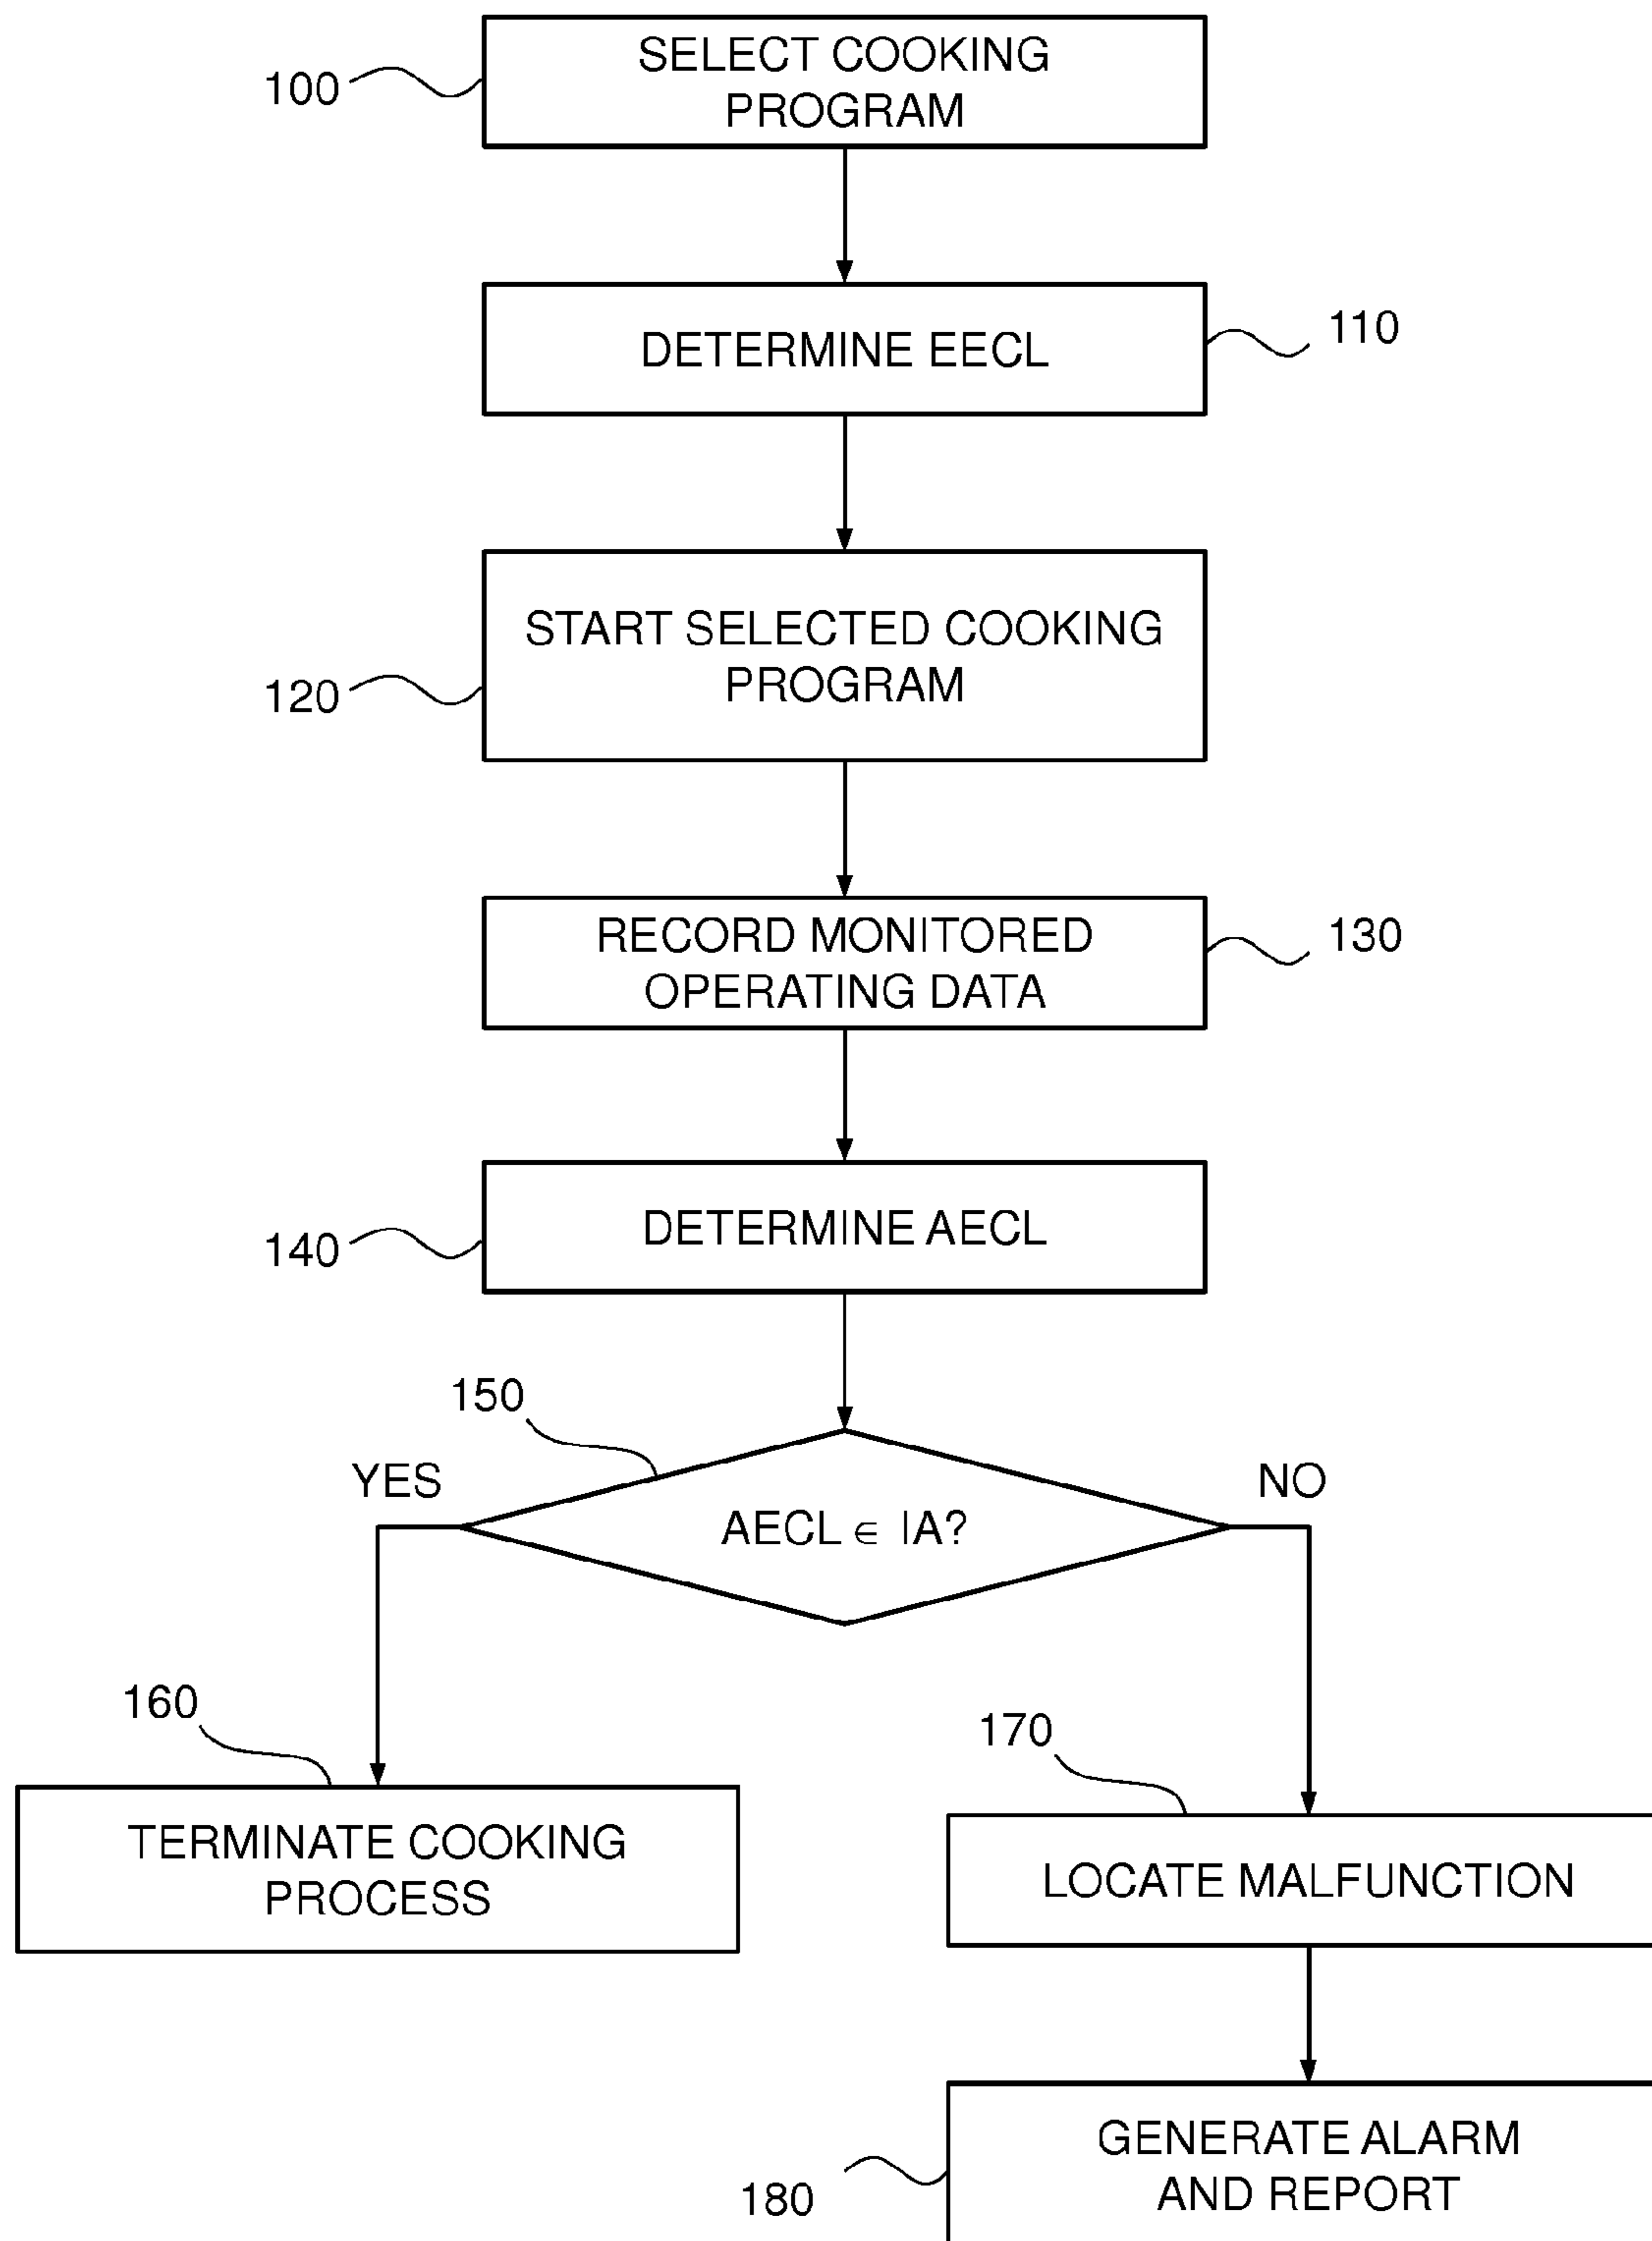 SELECT COOKING
PROGRAM
100
DETERMINE EECL
110
START SELECTED COOKING
PROGRAM
120
RECORD MONITORED
OPERATING DATA
130
DETERMINE AECL
140
150
YES
NO
AECL ∈ IA?
160
TERMINATE COOKING
PROCESS
170
LOCATE MALFUNCTION
GENERATE ALARM
AND REPORT
180